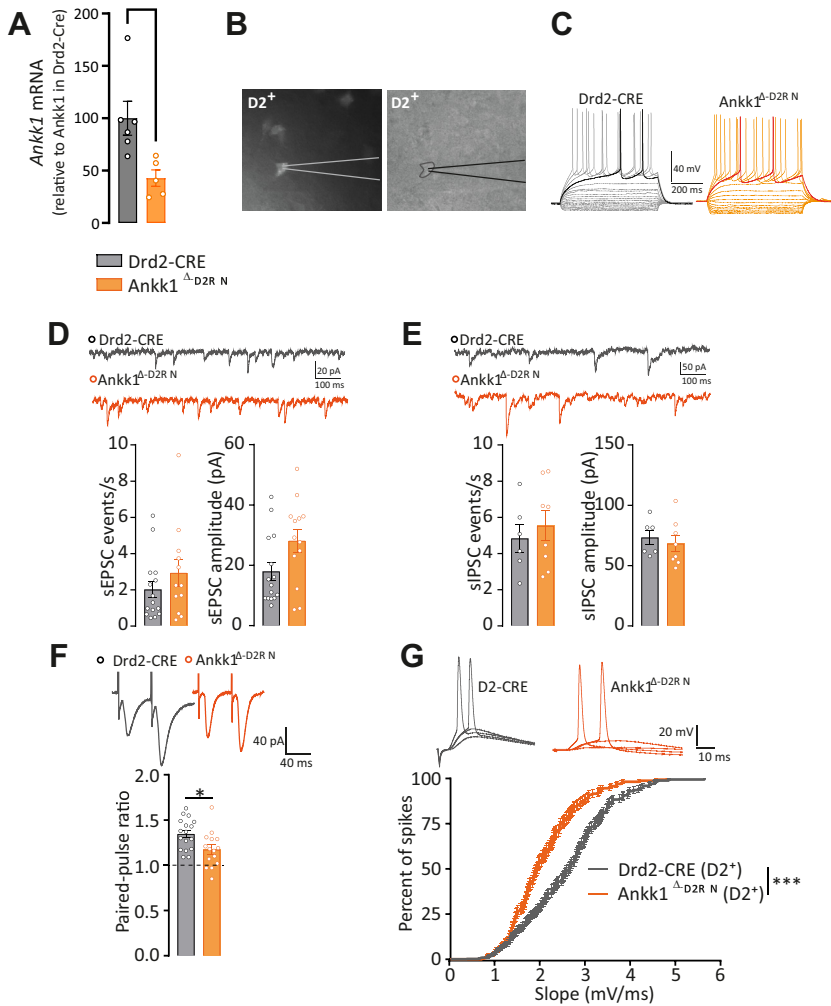 A
Ankk1 mRNA
(relative to Ankk1 in Drd2-Cre)
200
150
100
50
0
Drd2-CRE
Ankk1 Δ-D2R N
B
D2+
D2+
C
Drd2-CRE
Ankk1Δ-D2R N
40 mV
200 ms
D
Drd2-CRE
20 pA
100 ms
Ankk1Δ-D2R N
sEPSC events/s
10
8
6
4
2
0
sEPSC amplitude (pA)
60
40
20
0
E
Drd2-CRE
50 pA
100 ms
Ankk1Δ-D2R N
sIPSC events/s
10
8
6
4
2
0
sIPSC amplitude (pA)
150
100
50
0
F
Drd2-CRE
Ankk1Δ-D2R N
40 pA
40 ms
Paired-pulse ratio
2.0
1.5
1.0
0.5
0.0
*
G
D2-CRE
Ankk1Δ-D2R N
20 mV
10 ms
Percent of spikes
100
75
50
25
0
Drd2-CRE (D2+)
Ankk1 Δ-D2R N (D2+)
***
0 1 2 3 4 5 6
Slope (mV/ms)